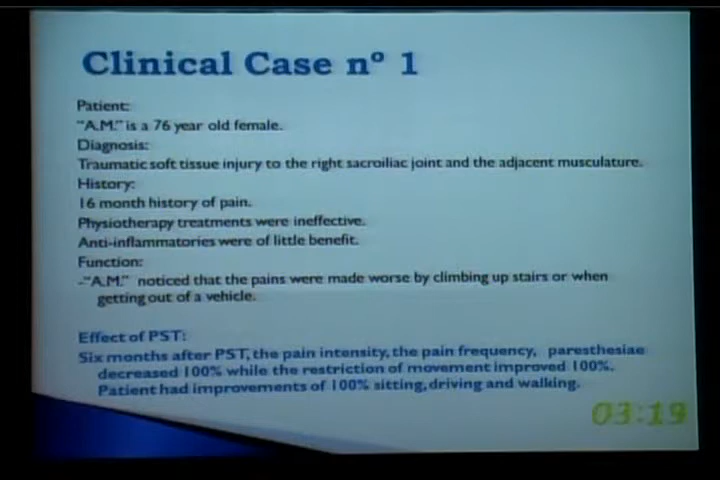 Clinical Case nº 1
Patient:
"A.M." is a 76 year old female.
Diagnosis:
Traumatic soft tissue injury to the right sacroiliac joint and the adjacent musculature.
History:
16 month history of pain.
Physiotherapy treatments were ineffective.
Anti-inflammatories were of little benefit.
Function:
-"A.M." noticed that the pains were made worse by climbing up stairs or when
getting out of a vehicle.
Effect of PST:
Six months after PST, the pain intensity, the pain frequency, paresthesiae
decreased 100% while the restriction of movement improved 100%.
Patient had improvements of 100% sitting, driving and walking.
03:19